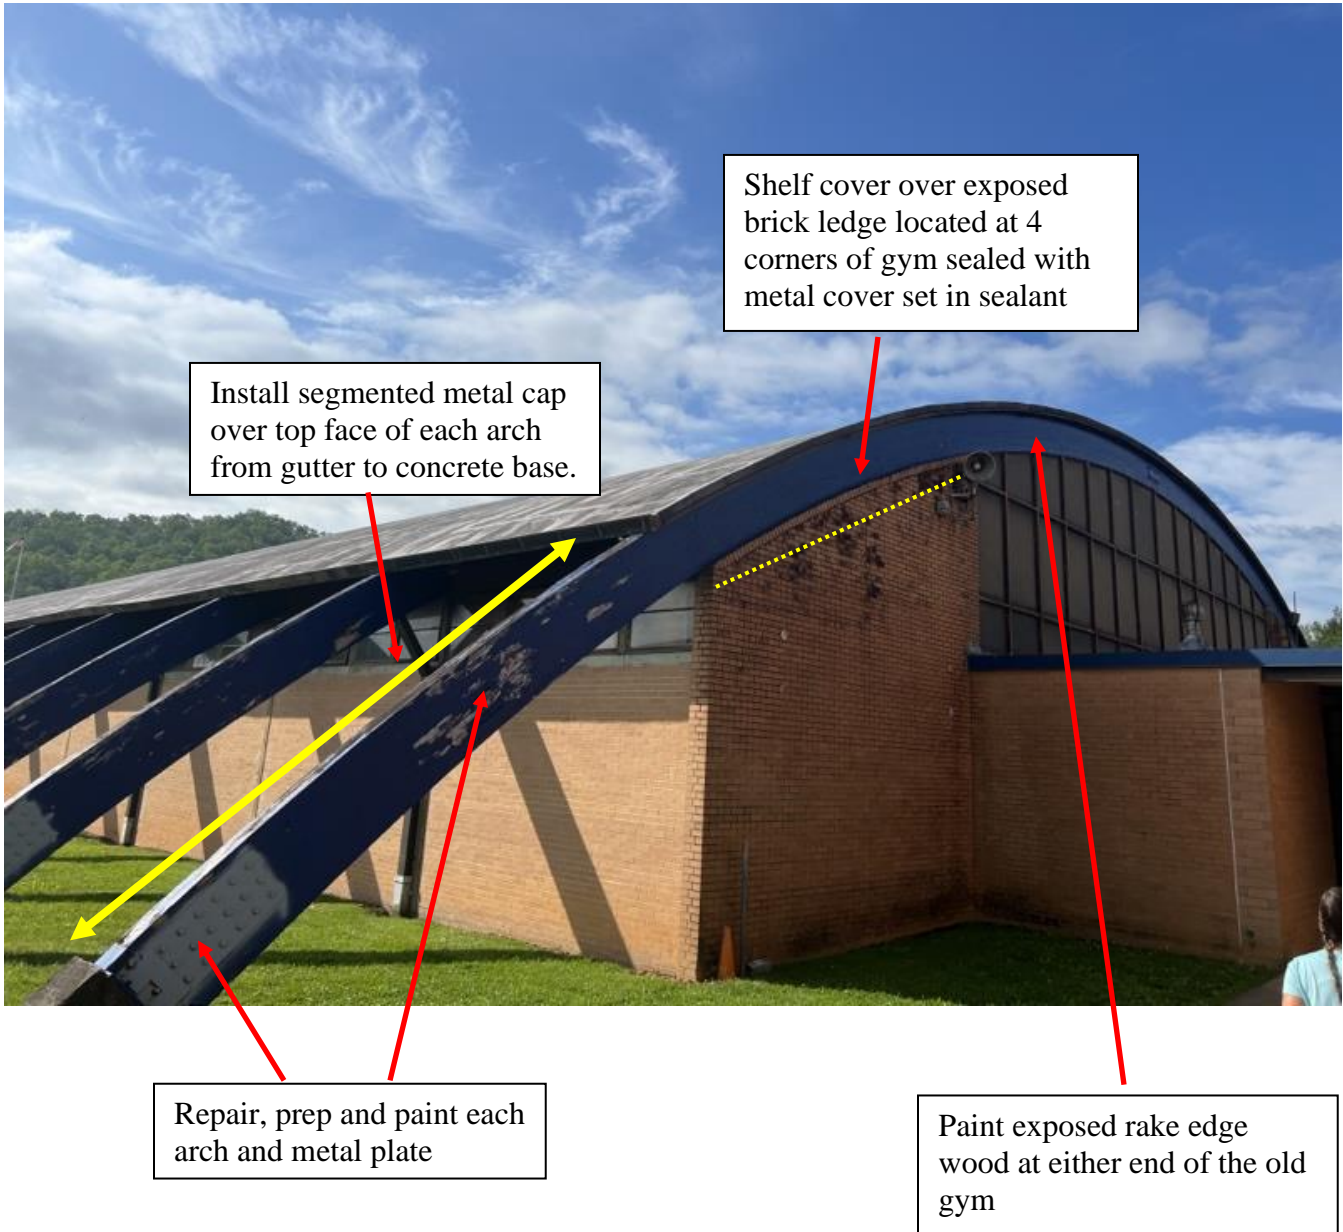 Shelf cover over exposed
brick ledge located at 4
corners of gym sealed with
metal cover set in sealant
Install segmented metal cap
over top face of each arch
from gutter to concrete base.
Repair, prep and paint each
arch and metal plate
Paint exposed rake edge
wood at either end of the old
gym